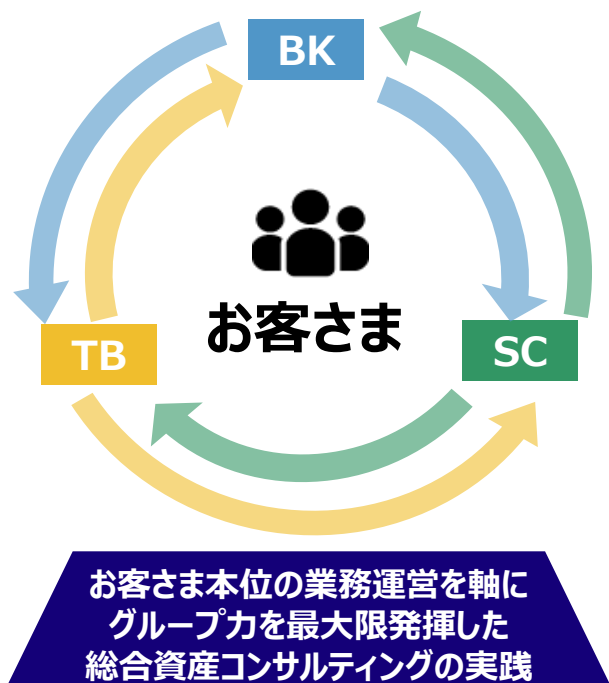 BK
お客さま
TB
SC
お客さま本位の業務運営を軸に
グループ力を最大限発揮した
総合資産コンサルティングの実践